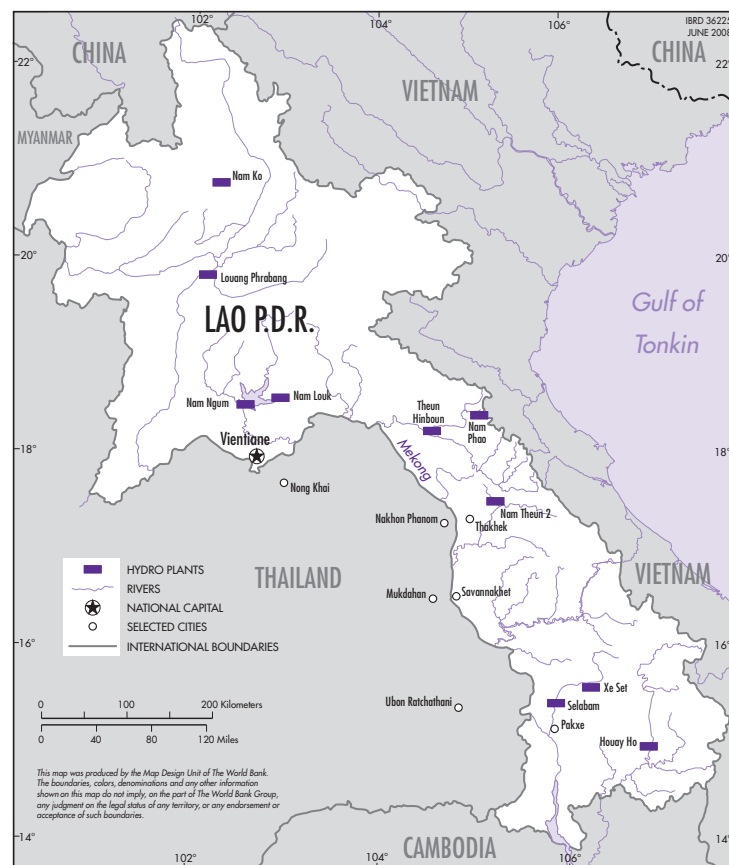 102°
104°
106°
IBRD 36225
JUNE 2008
CHINA
CHINA
22°
22°
VIETNAM
MYANMAR
Nam Ko
20°
20°
Louang Phrabang
LAO P.D.R.
Gulf of
Tonkin
Nam Louk
Nam Ngum
Theun
Hinboun
Nam
Phao
18°
18°
Vientiane
Mekong
Nong Khai
Nam Theun 2
Nakhon Phanom
Thakhek
THAILAND
VIETNAM
Mukdahan
Savannakhet
HYDRO PLANTS
RIVERS
NATIONAL CAPITAL
SELECTED CITIES
INTERNATIONAL BOUNDARIES
16°
16°
Xe Set
Selabam
Ubon Ratchathani
Pakxe
Houay Ho
0 100 200 Kilometers
0 40 80 120 Miles
This map was produced by the Map Design Unit of The World Bank.
The boundaries, colors, denominations and any other information
shown on this map do not imply, on the part of The World Bank Group,
any judgment on the legal status of any territory, or any endorsement or
acceptance of such boundaries.
14°
14°
CAMBODIA
102°
104°
106°